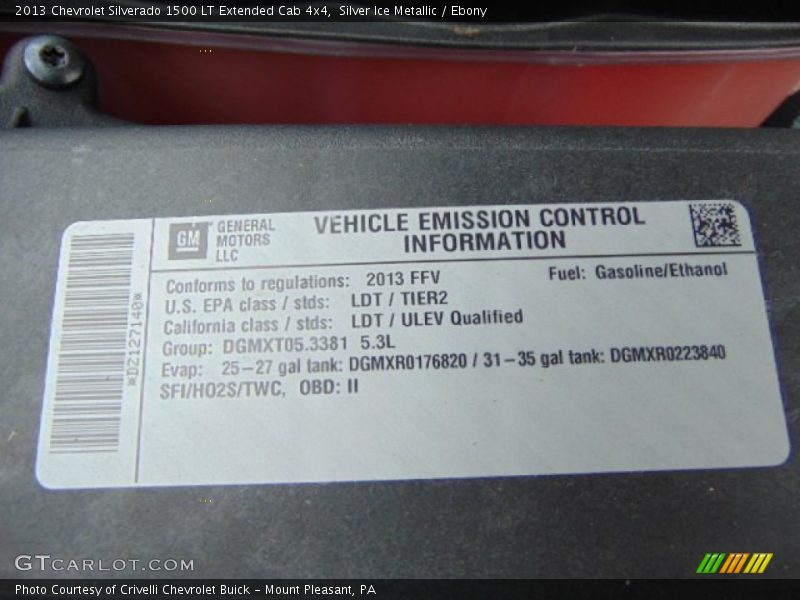 2013 Chevrolet Silverado 1500 LT Extended Cab 4x4, Silver Ice Metallic / Ebony
GM
GENERAL
MOTORS
LLC
VEHICLE EMISSION CONTROL
INFORMATION
Conforms to regulations: 2013 FFV
Fuel: Gasoline/Ethanol
U.S. EPA class / stds: LDT / TIER2
California class / stds: LDT / ULEV Qualified
Group: DGMXT05.3381 5.3L
Evap: 25-27 gal tank: DGMXR0176820 / 31-35 gal tank: DGMXR0223840
SFI/HO2S/TWC, OBD: II
*DZ127140*
GTCARLOT.COM
Photo Courtesy of Crivelli Chevrolet Buick - Mount Pleasant, PA